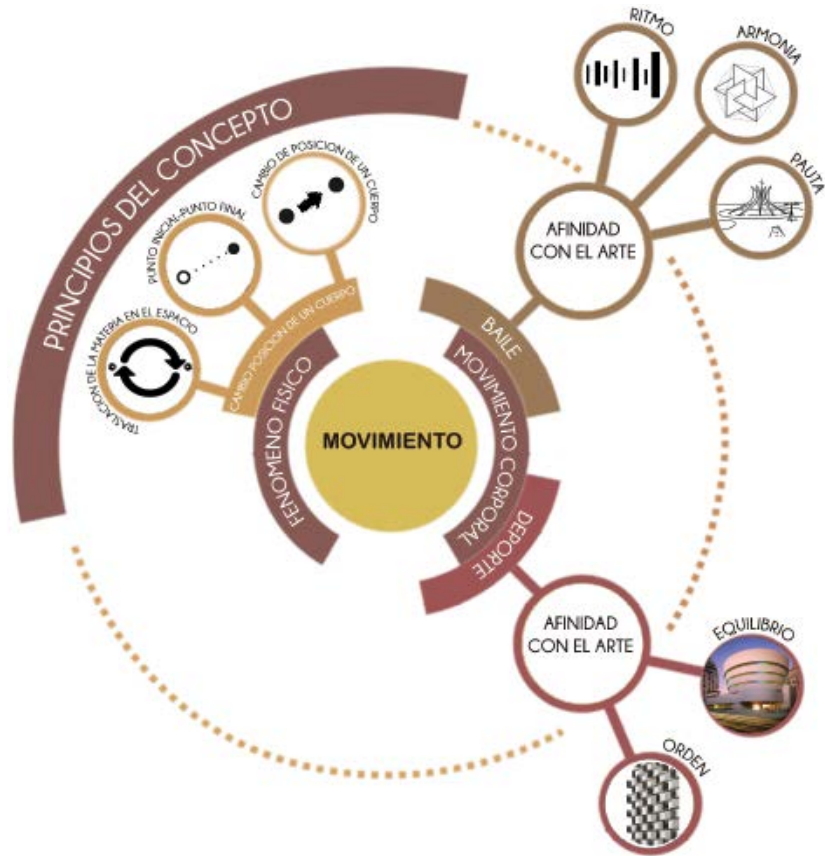 PRINCIPIOS DEL CONCEPTO
TRASLACION DE LA MATERIA EN EL ESPACIO
PUNTO INICIAL-PUNTO FINAL
CAMBIO DE POSICION DE UN CUERPO
CAMBIO POSICION DE UN CUERPO
FENOMENO FISICO
MOVIMIENTO
MOVIMIENTO CORPORAL
BAILE
AFINIDAD
CON EL ARTE
RITMO
ARMONIA
PAUTA
DEPORTE
AFINIDAD
CON EL ARTE
EQUILIBRIO
ORDEN